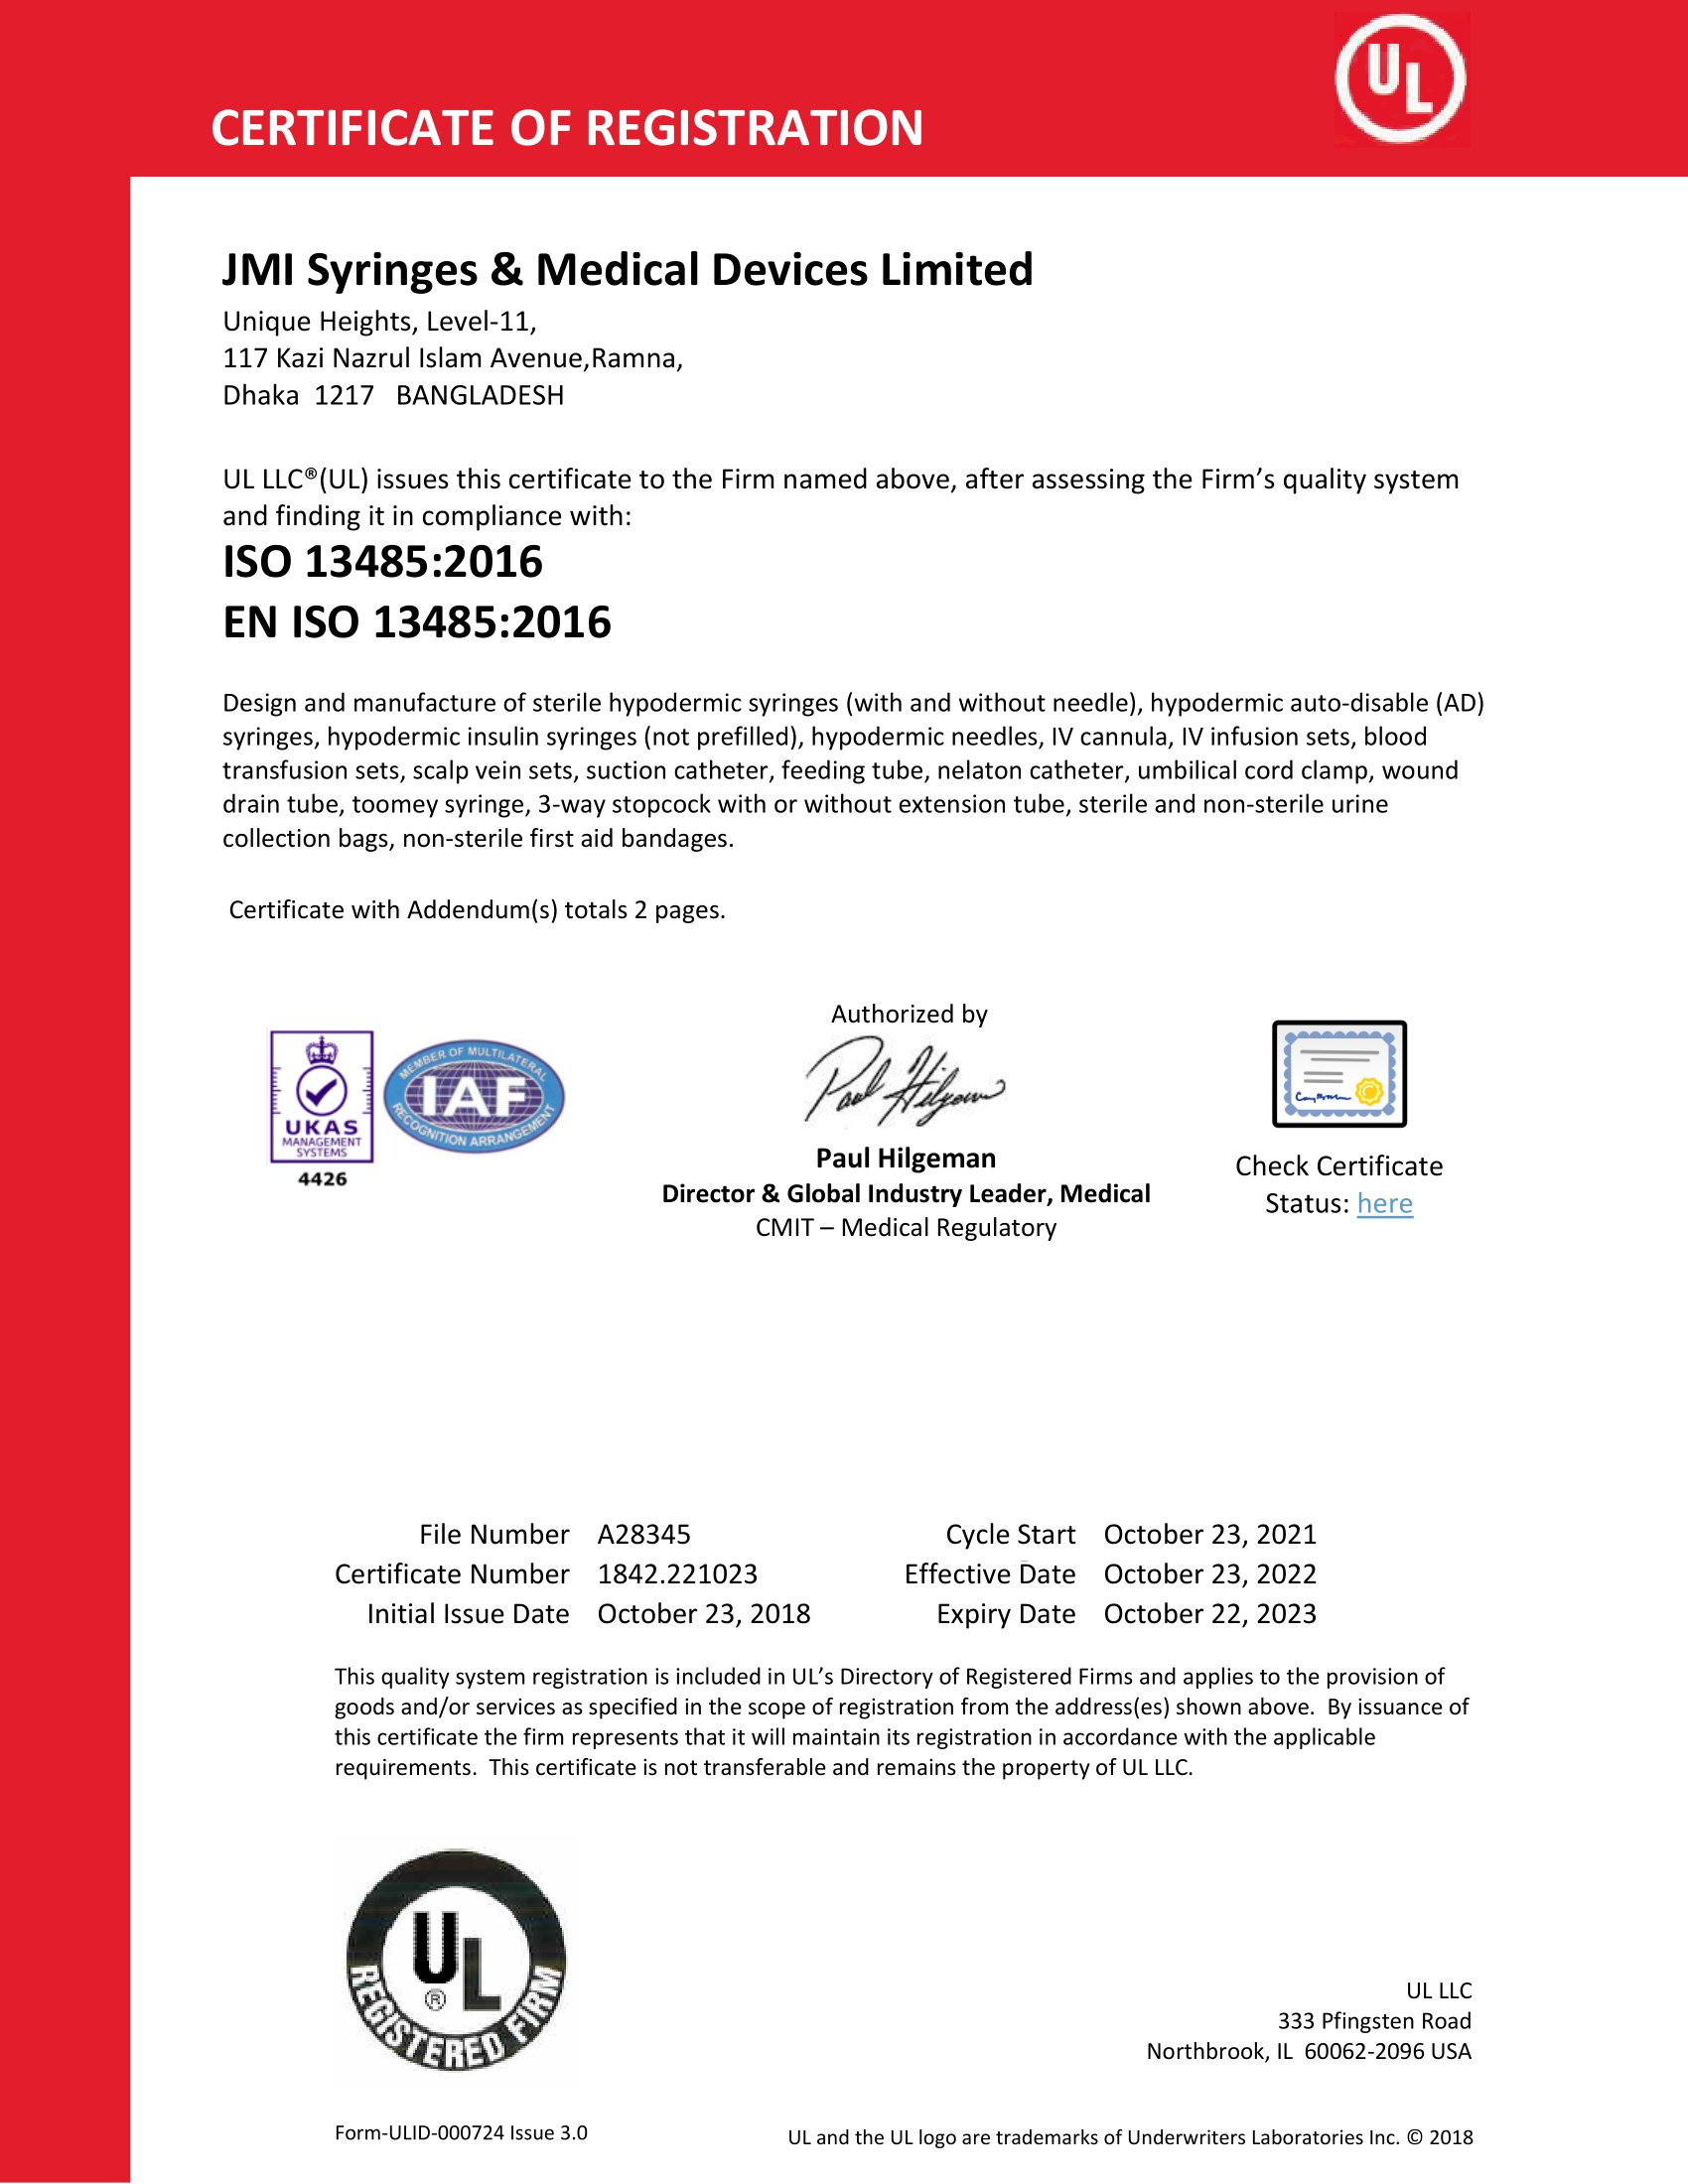 UL
CERTIFICATE OF REGISTRATION
JMI Syringes & Medical Devices Limited
Unique Heights, Level-11,
117 Kazi Nazrul Islam Avenue,Ramna,
Dhaka 1217 BANGLADESH
UL LLC®(UL) issues this certificate to the Firm named above, after assessing the Firm’s quality system
and finding it in compliance with:
ISO 13485:2016
EN ISO 13485:2016
Design and manufacture of sterile hypodermic syringes (with and without needle), hypodermic auto-disable (AD)
syringes, hypodermic insulin syringes (not prefilled), hypodermic needles, IV cannula, IV infusion sets, blood
transfusion sets, scalp vein sets, suction catheter, feeding tube, nelaton catheter, umbilical cord clamp, wound
drain tube, toomey syringe, 3-way stopcock with or without extension tube, sterile and non-sterile urine
collection bags, non-sterile first aid bandages.
Certificate with Addendum(s) totals 2 pages.
UKAS
MANAGEMENT
SYSTEMS
4426
MEMBER OF MULTILATERAL
IAF
RECOGNITION ARRANGEMENT
Authorized by
Paul Hilgeman
Paul Hilgeman
Director & Global Industry Leader, Medical
CMIT – Medical Regulatory
Check Certificate
Status: here
File Number A28345 Cycle Start October 23, 2021
Certificate Number 1842.221023 Effective Date October 23, 2022
Initial Issue Date October 23, 2018 Expiry Date October 22, 2023
This quality system registration is included in UL’s Directory of Registered Firms and applies to the provision of
goods and/or services as specified in the scope of registration from the address(es) shown above. By issuance of
this certificate the firm represents that it will maintain its registration in accordance with the applicable
requirements. This certificate is not transferable and remains the property of UL LLC.
UL ®
REGISTERED FIRM
UL LLC
333 Pfingsten Road
Northbrook, IL 60062-2096 USA
Form-ULID-000724 Issue 3.0
UL and the UL logo are trademarks of Underwriters Laboratories Inc. © 2018